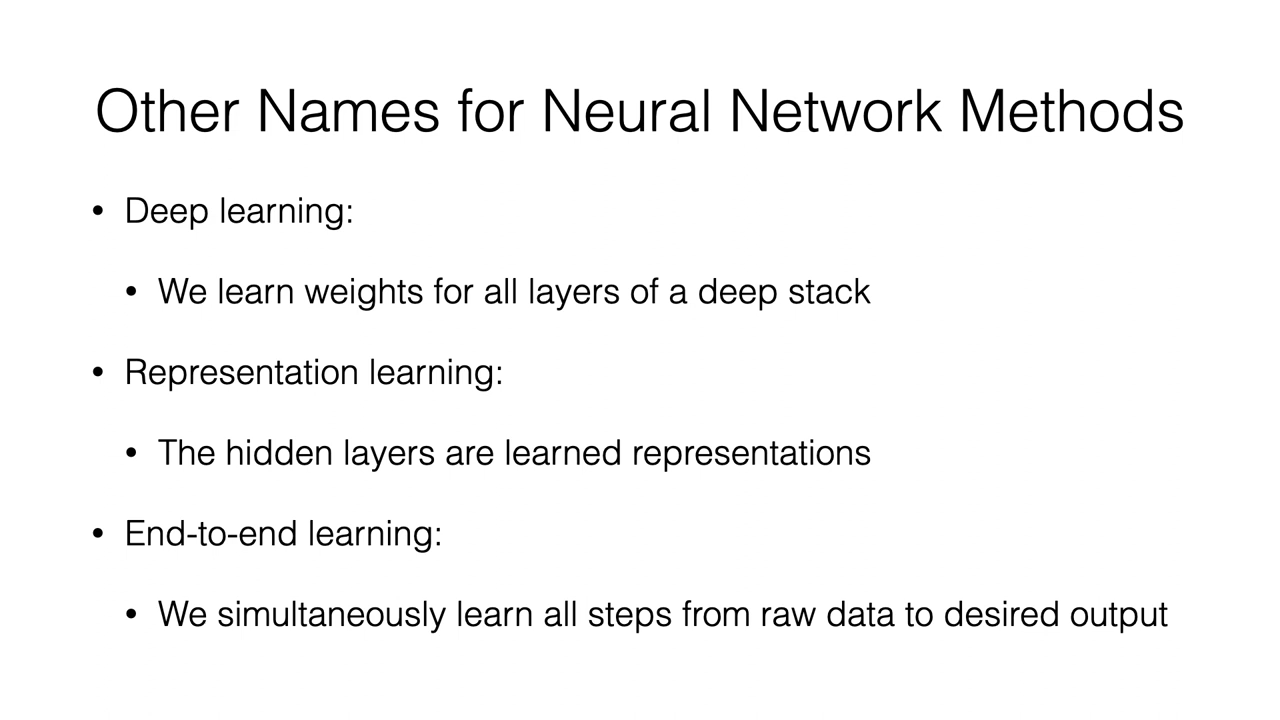 Other Names for Neural Network Methods
• Deep learning:
• We learn weights for all layers of a deep stack
• Representation learning:
• The hidden layers are learned representations
• End-to-end learning:
• We simultaneously learn all steps from raw data to desired output